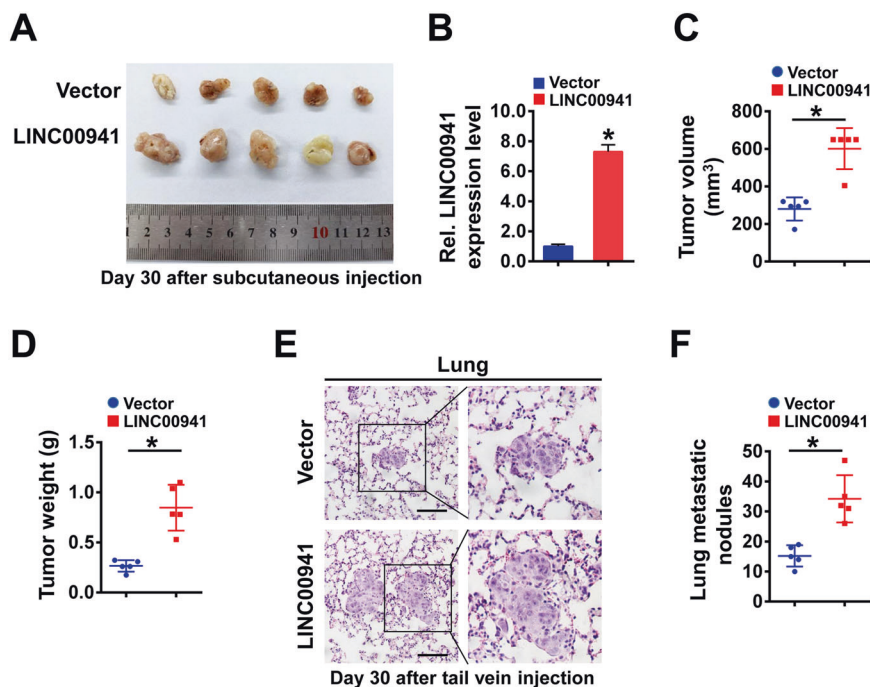 A
Vector
LINC00941
1 2 3 4 5 6 7 8 9 10 11 12 13
Day 30 after subcutaneous injection
B
Vector
LINC00941
Rel. LINC00941
expression level
8.0
6.0
4.0
2.0
0.0
*
C
Vector
LINC00941
Tumor volume
(mm³)
800
600
400
200
0
*
D
Vector
LINC00941
Tumor weight (g)
1.5
1.0
0.5
0.0
*
E
Lung
Vector
LINC00941
Day 30 after tail vein injection
F
Vector
LINC00941
Lung metastatic
nodules
50
40
30
20
10
0
*